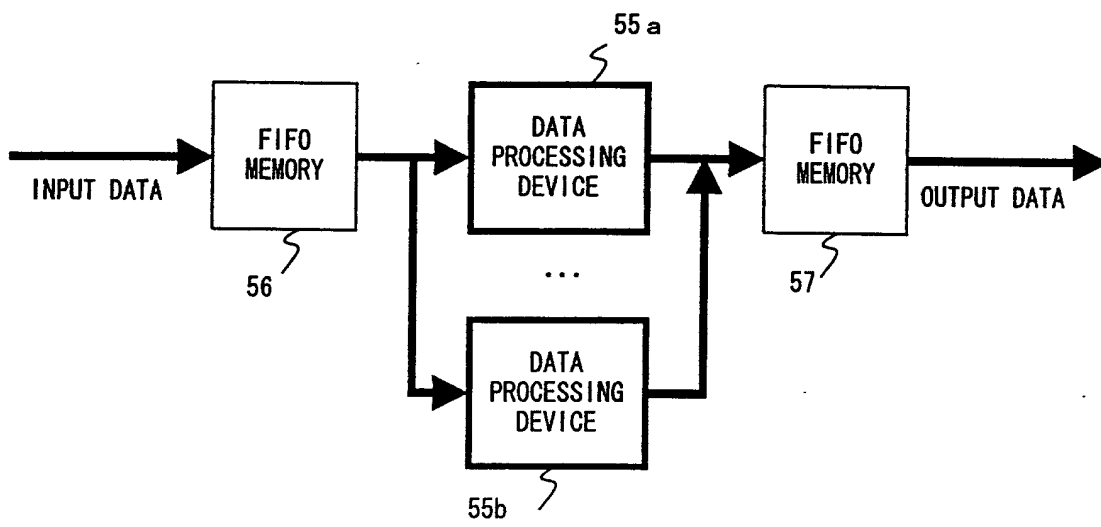 55a
FIFO
MEMORY
DATA
PROCESSING
DEVICE
FIFO
MEMORY
INPUT DATA
OUTPUT DATA
56
...
57
DATA
PROCESSING
DEVICE
55b